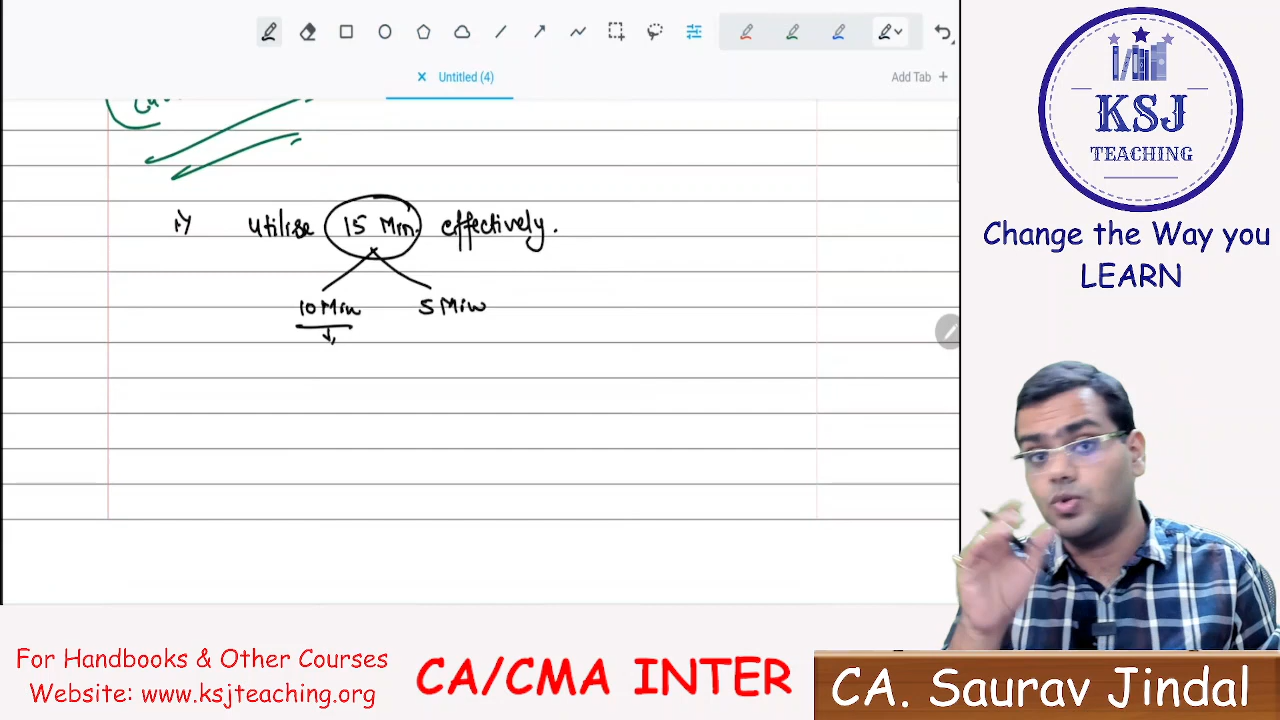 Untitled (4)
Add Tab
1.) Utilise 15 Min. effectively.
10 Min 5 Min
KSJ
TEACHING
Change the Way you
LEARN
For Handbooks & Other Courses
Website: www.ksjteaching.org
CA/CMA INTER
CA. Saurav Jindal